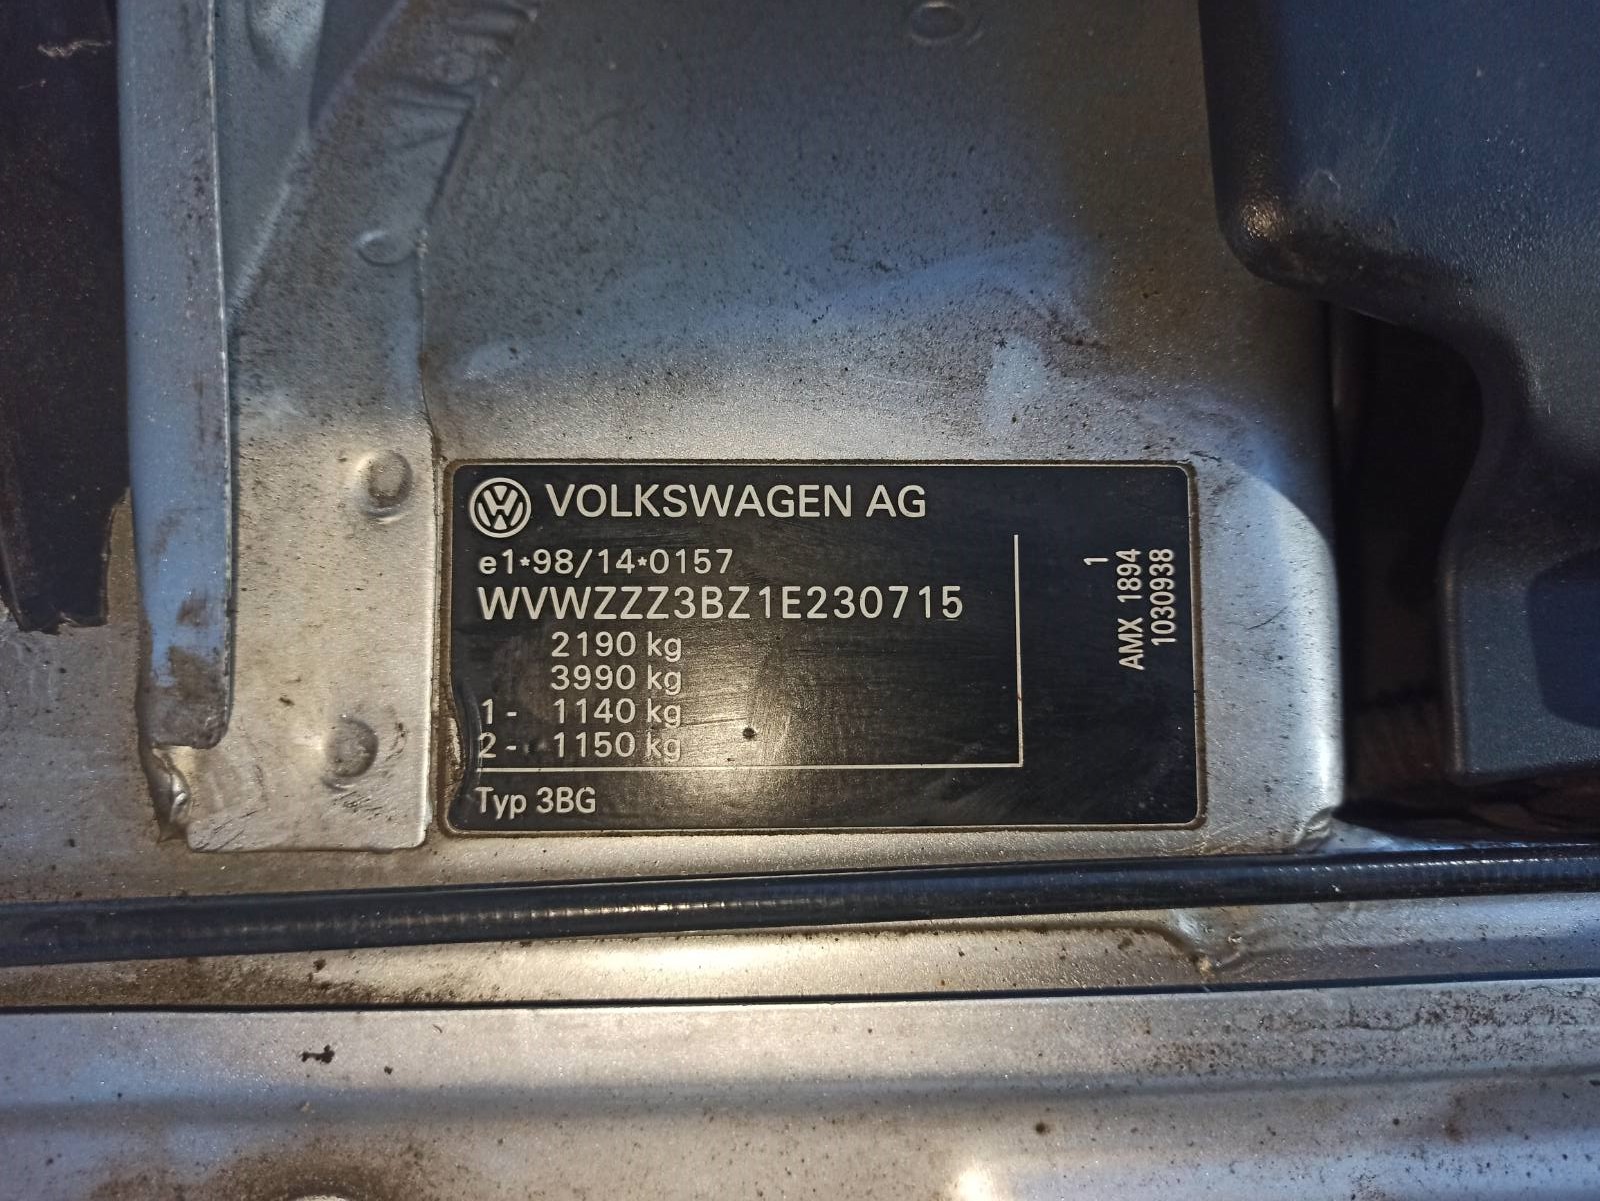 VOLKSWAGEN AG
e1*98/14*0157
WVWZZZ3BZ1E230715
2190 kg
3990 kg
1- 1140 kg
2- 1150 kg
Typ 3BG
1
AMX 1894
1030938